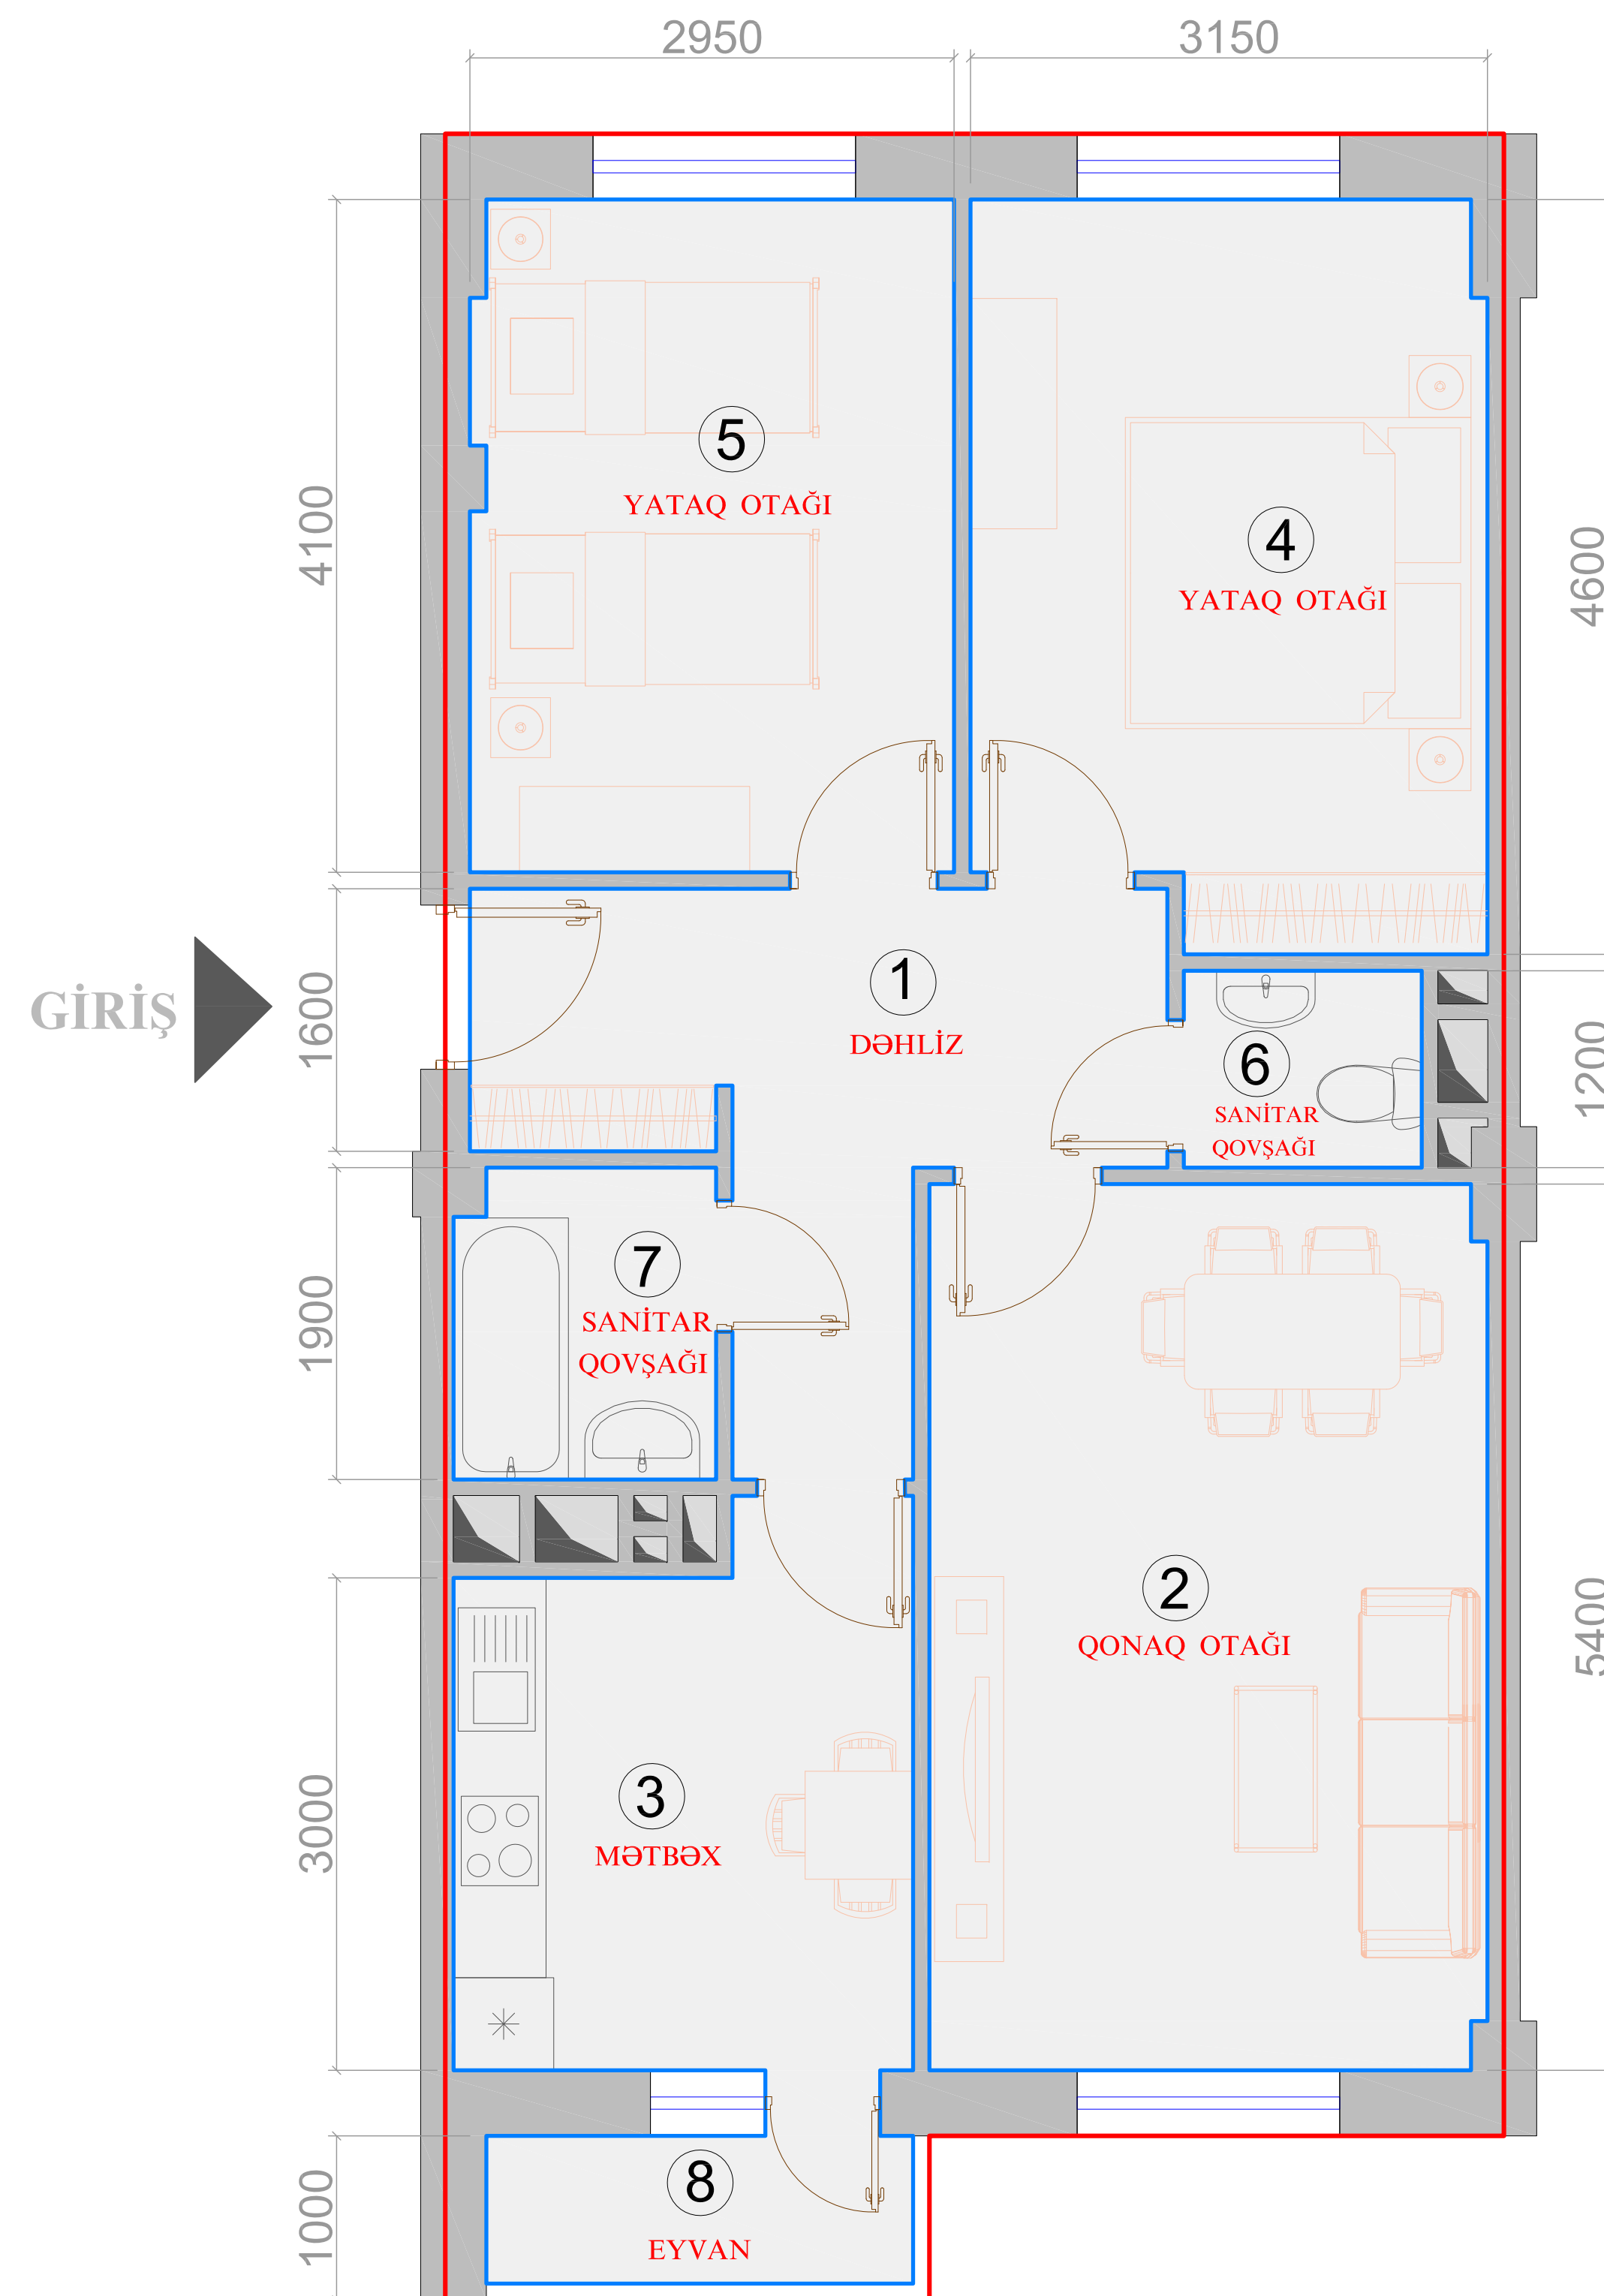 2950
3150
5
YATAQ OTAĞI
4
YATAQ OTAĞI
4100
4600
1
DƏHLİZ
GİRİŞ
1600
6
SANİTAR
QOVŞAĞI
1200
7
SANİTAR
QOVŞAĞI
1900
2
QONAQ OTAĞI
5400
3
MƏTBƏX
3000
8
EYVAN
1000